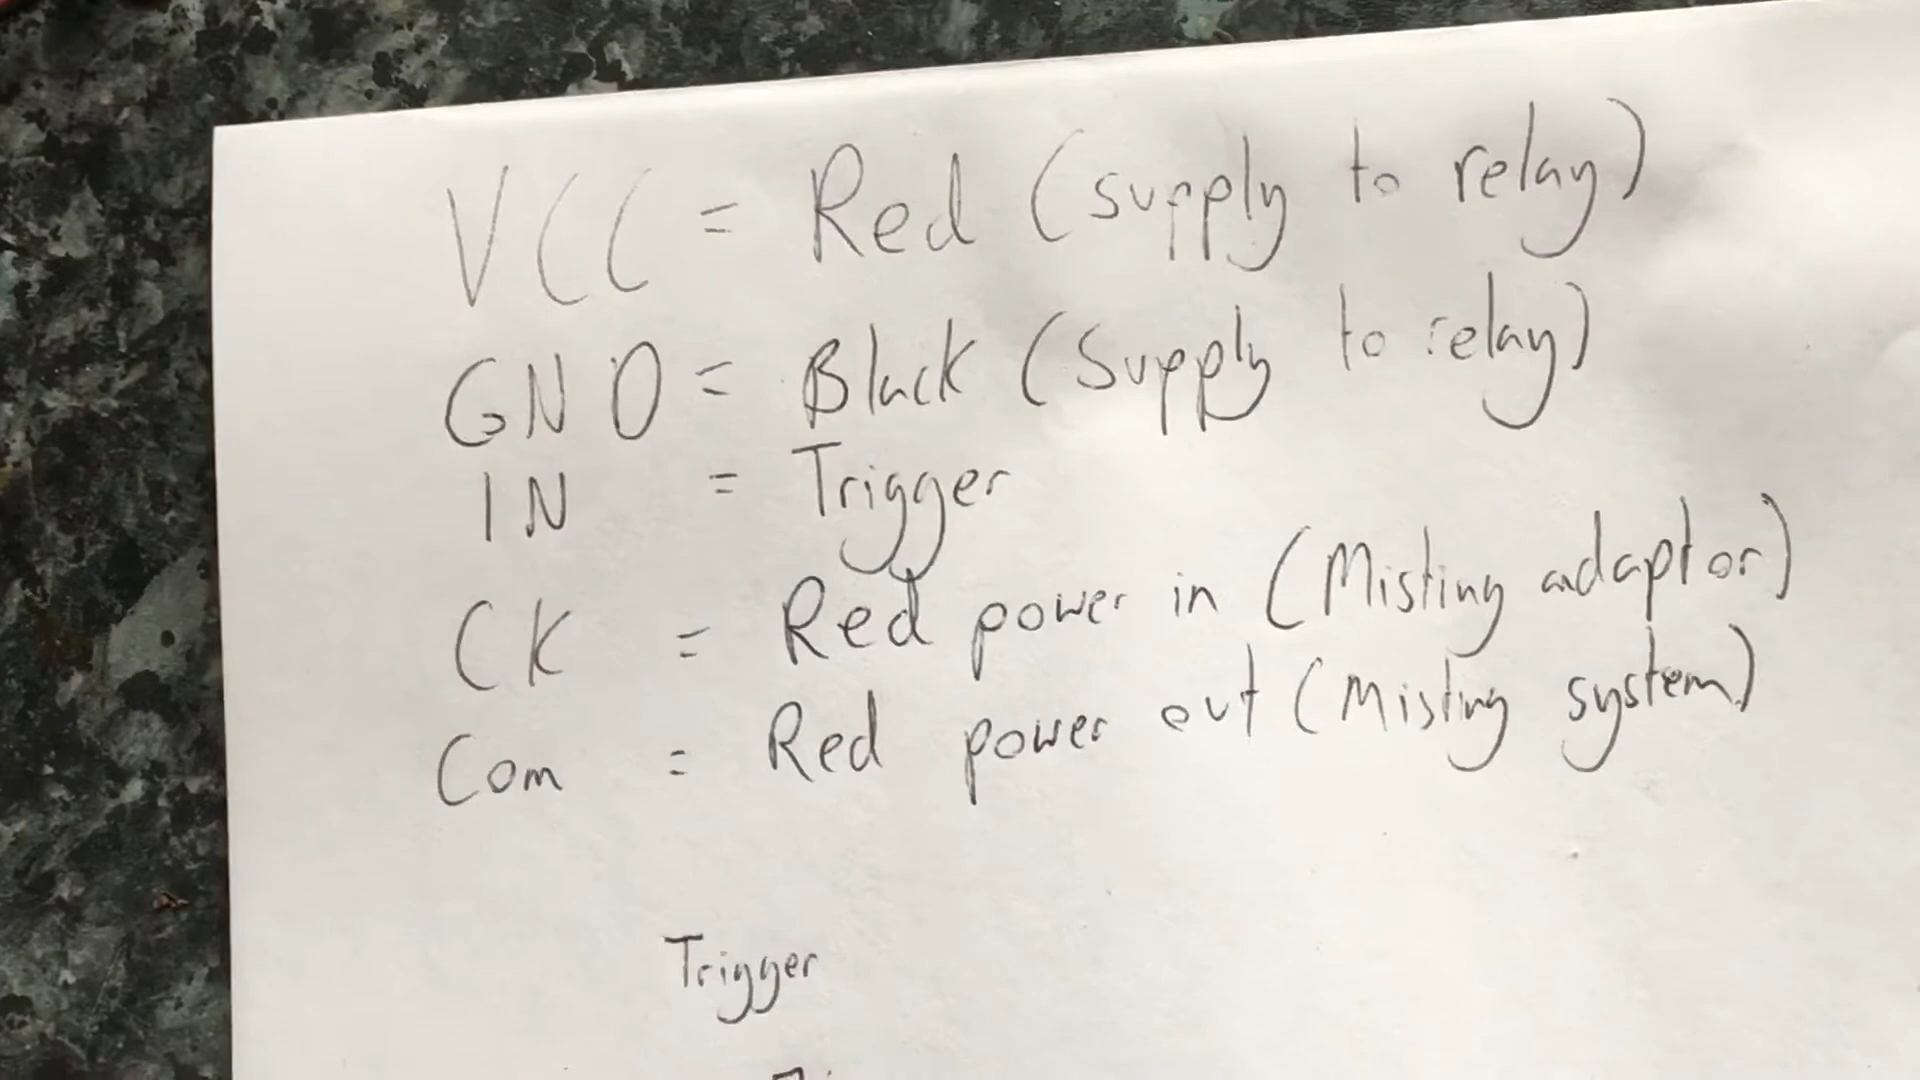 VCC = Red (supply to relay)
GND = Black (Supply to relay)
IN = Trigger
CK = Red power in (Misting adaptor)
Com = Red power out (Misting system)
Trigger